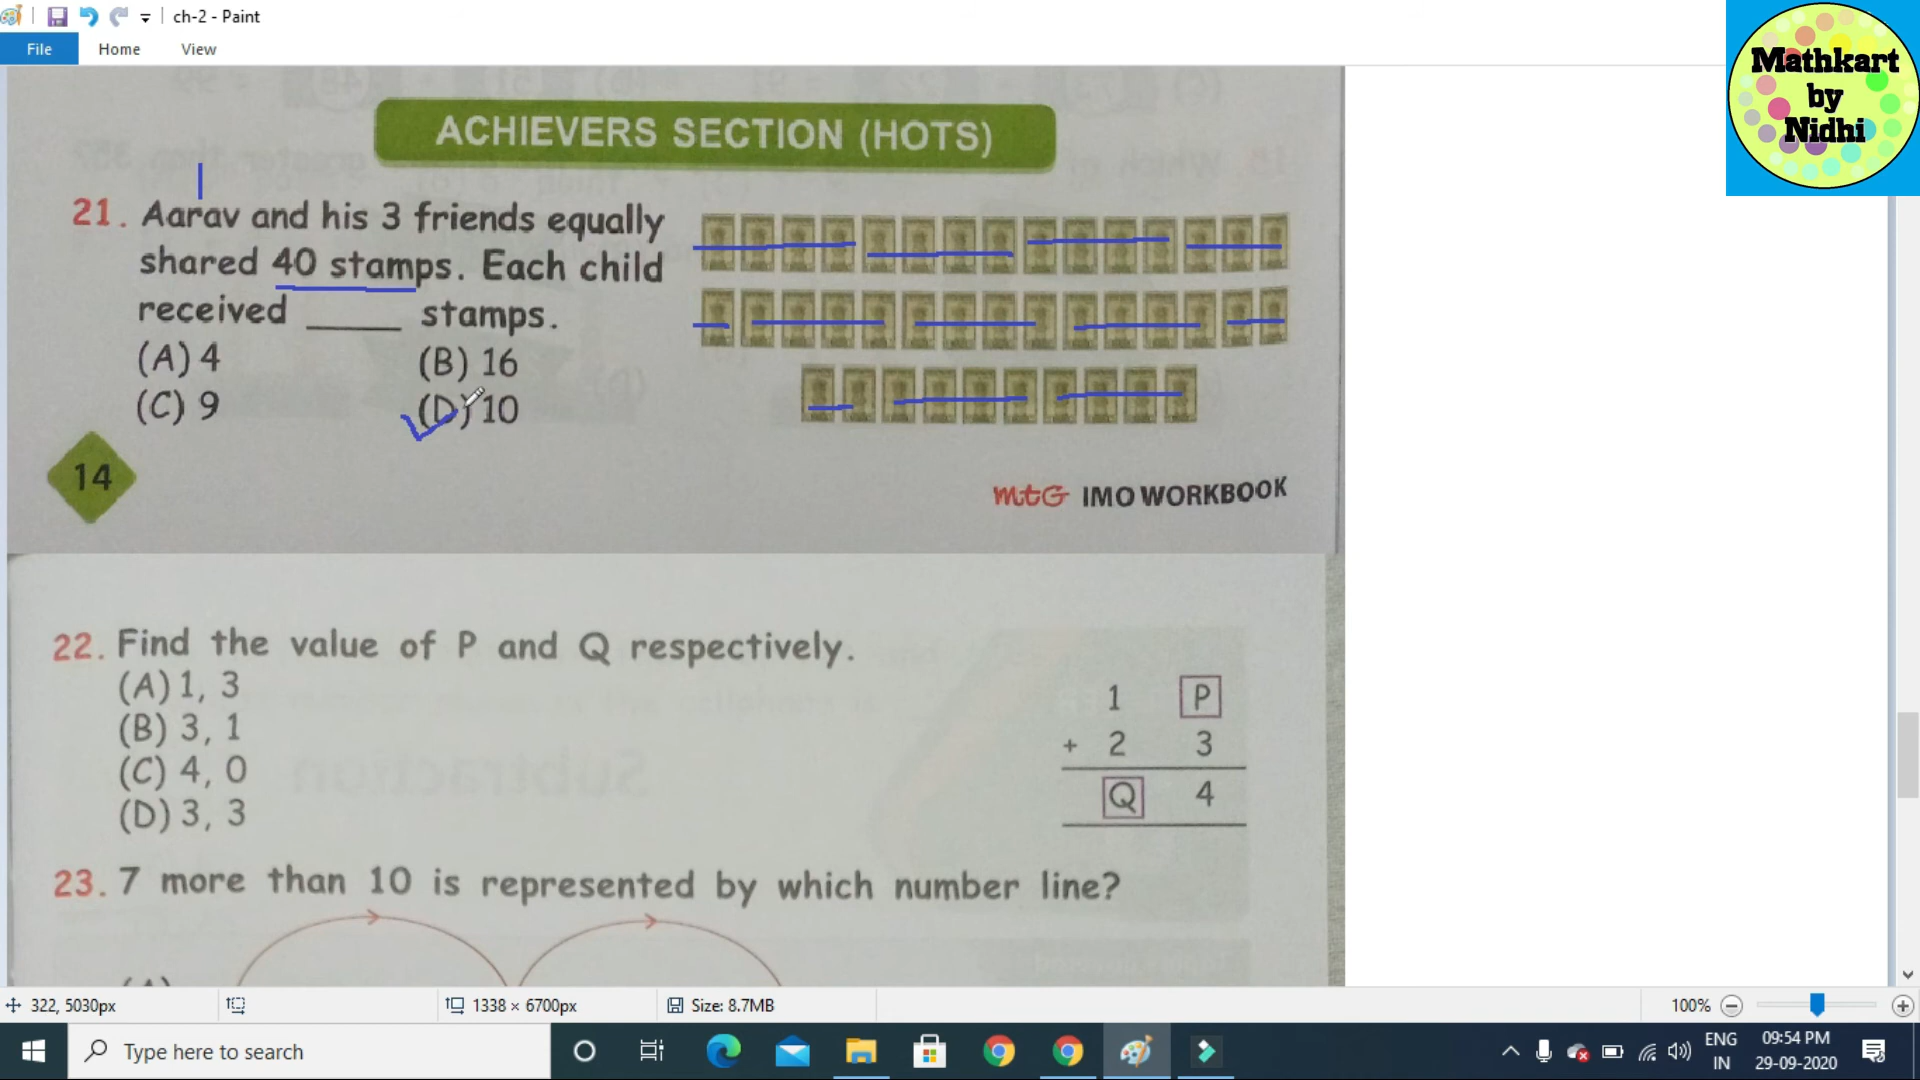 ch-2 - Paint
File Home View
Mathkart
by
Nidhi
ACHIEVERS SECTION (HOTS)
21. Aarav and his 3 friends equally
shared 40 stamps. Each child
received _____ stamps.
(A) 4 (B) 16
(C) 9 (D) 10
14
mtG IMO WORKBOOK
22. Find the value of P and Q respectively.
(A) 1, 3
(B) 3, 1
(C) 4, 0
(D) 3, 3
1 P
+ 2 3
Q 4
23. 7 more than 10 is represented by which number line?
322, 5030px 1338 × 6700px Size: 8.7MB 100%
Type here to search
ENG 09:54 PM
IN 29-09-2020